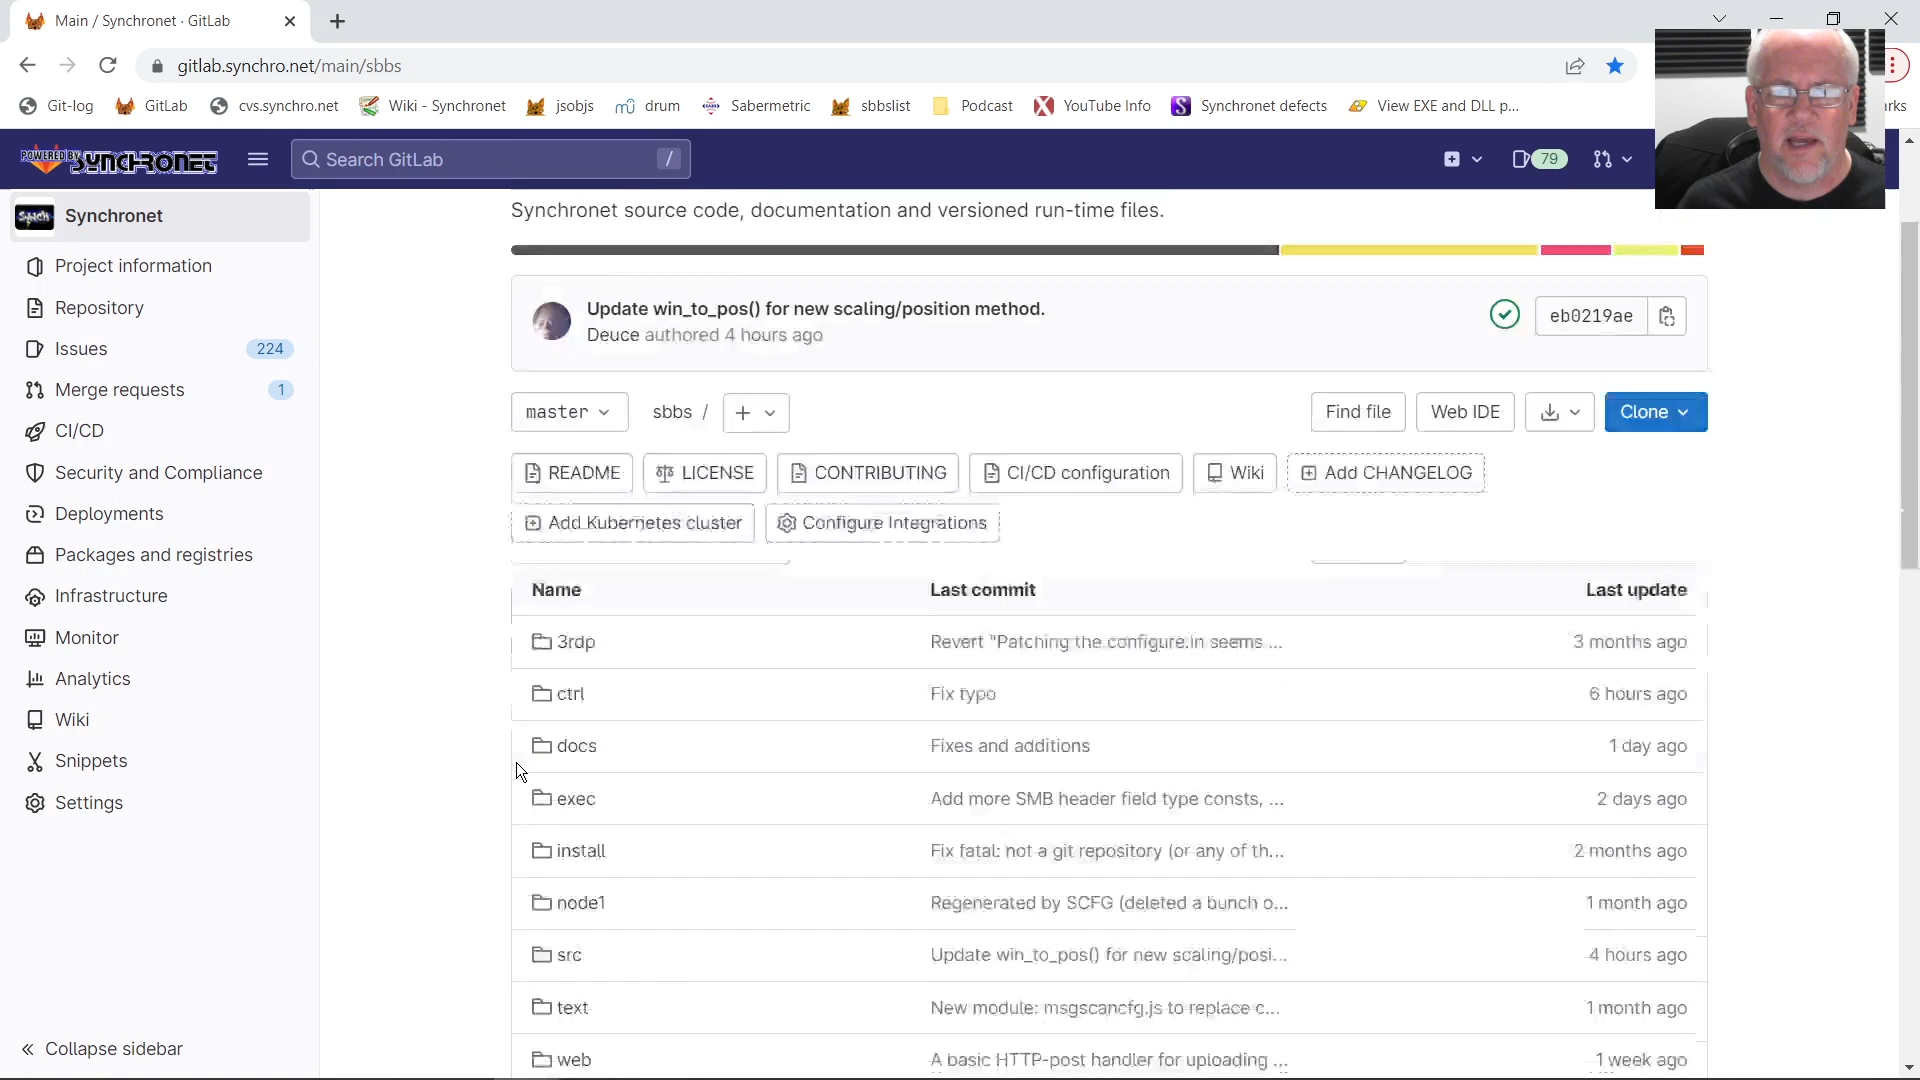 Main / Synchronet · GitLab
gitlab.synchro.net/main/sbbs
Git-log GitLab cvs.synchro.net Wiki - Synchronet jsobjs drum Sabermetric sbbslist Podcast YouTube Info Synchronet defects View EXE and DLL p... arks
POWERED BY SYNCHRONET Search GitLab / 79
Synchronet
Project information
Repository
Issues 224
Merge requests 1
CI/CD
Security and Compliance
Deployments
Packages and registries
Infrastructure
Monitor
Analytics
Wiki
Snippets
Settings
Collapse sidebar
Synchronet source code, documentation and versioned run-time files.
Update win_to_pos() for new scaling/position method.
Deuce authored 4 hours ago
eb0219ae
master sbbs / + Find file Web IDE Clone
README LICENSE CONTRIBUTING CI/CD configuration Wiki Add CHANGELOG
Add Kubernetes cluster Configure Integrations
Name Last commit Last update
3rdp Revert "Patching the configure.in seems ... 3 months ago
ctrl Fix typo 6 hours ago
docs Fixes and additions 1 day ago
exec Add more SMB header field type consts, ... 2 days ago
install Fix fatal: not a git repository (or any of th... 2 months ago
node1 Regenerated by SCFG (deleted a bunch o... 1 month ago
src Update win_to_pos() for new scaling/posi... 4 hours ago
text New module: msgscancfg.js to replace c... 1 month ago
web A basic HTTP-post handler for uploading ... 1 week ago